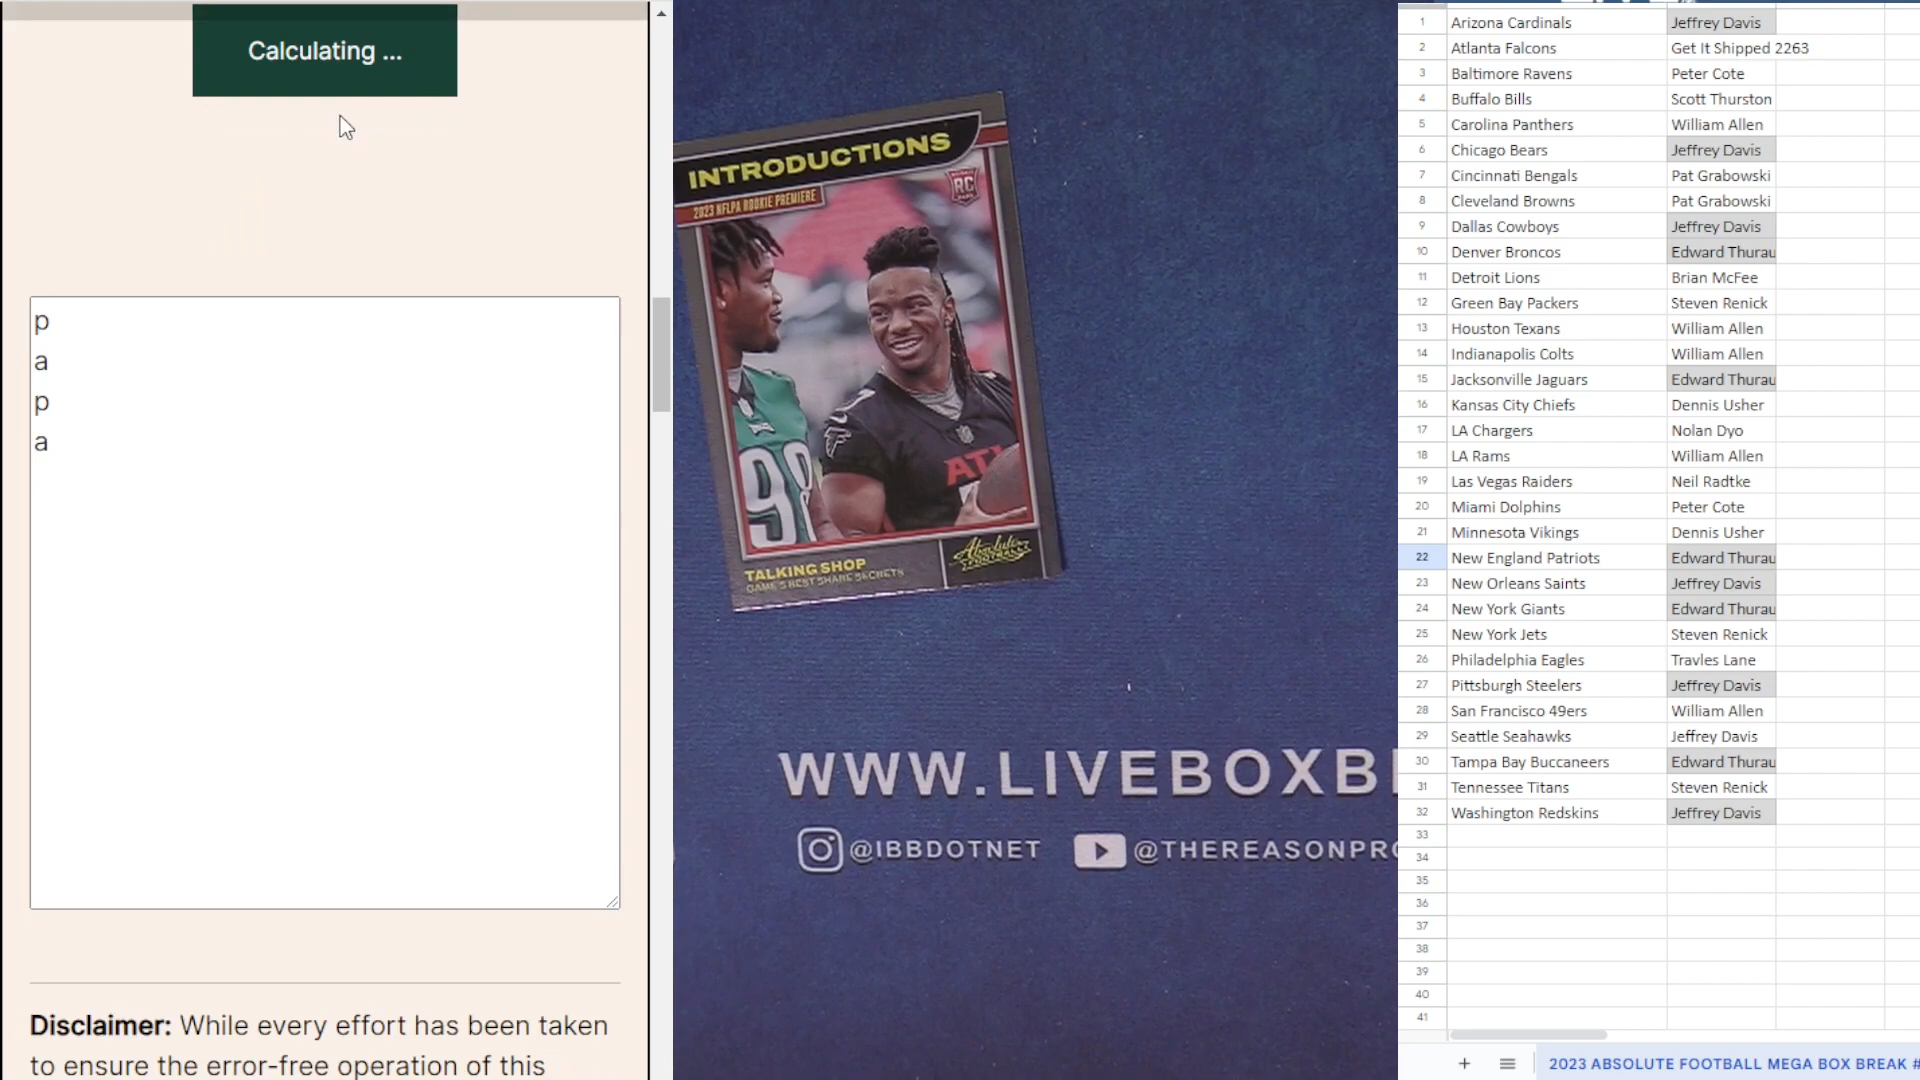 Calculating ...
p
a
p
a
Disclaimer: While every effort has been taken
to ensure the error-free operation of this
INTRODUCTIONS
2023 NFLPA ROOKIE PREMIERE
RC
98
ATL
TALKING SHOP
GAME'S BEST SHARE SECRETS
Absolute
FOOTBALL
WWW.LIVEBOXB
@IBBDOTNET
@THEREASONPR
1 Arizona Cardinals Jeffrey Davis
2 Atlanta Falcons Get It Shipped 2263
3 Baltimore Ravens Peter Cote
4 Buffalo Bills Scott Thurston
5 Carolina Panthers William Allen
6 Chicago Bears Jeffrey Davis
7 Cincinnati Bengals Pat Grabowski
8 Cleveland Browns Pat Grabowski
9 Dallas Cowboys Jeffrey Davis
10 Denver Broncos Edward Thurau
11 Detroit Lions Brian McFee
12 Green Bay Packers Steven Renick
13 Houston Texans William Allen
14 Indianapolis Colts William Allen
15 Jacksonville Jaguars Edward Thurau
16 Kansas City Chiefs Dennis Usher
17 LA Chargers Nolan Dyo
18 LA Rams William Allen
19 Las Vegas Raiders Neil Radtke
20 Miami Dolphins Peter Cote
21 Minnesota Vikings Dennis Usher
22 New England Patriots Edward Thurau
23 New Orleans Saints Jeffrey Davis
24 New York Giants Edward Thurau
25 New York Jets Steven Renick
26 Philadelphia Eagles Travles Lane
27 Pittsburgh Steelers Jeffrey Davis
28 San Francisco 49ers William Allen
29 Seattle Seahawks Jeffrey Davis
30 Tampa Bay Buccaneers Edward Thurau
31 Tennessee Titans Steven Renick
32 Washington Redskins Jeffrey Davis
33
34
35
36
37
38
39
40
41
2023 ABSOLUTE FOOTBALL MEGA BOX BREAK #